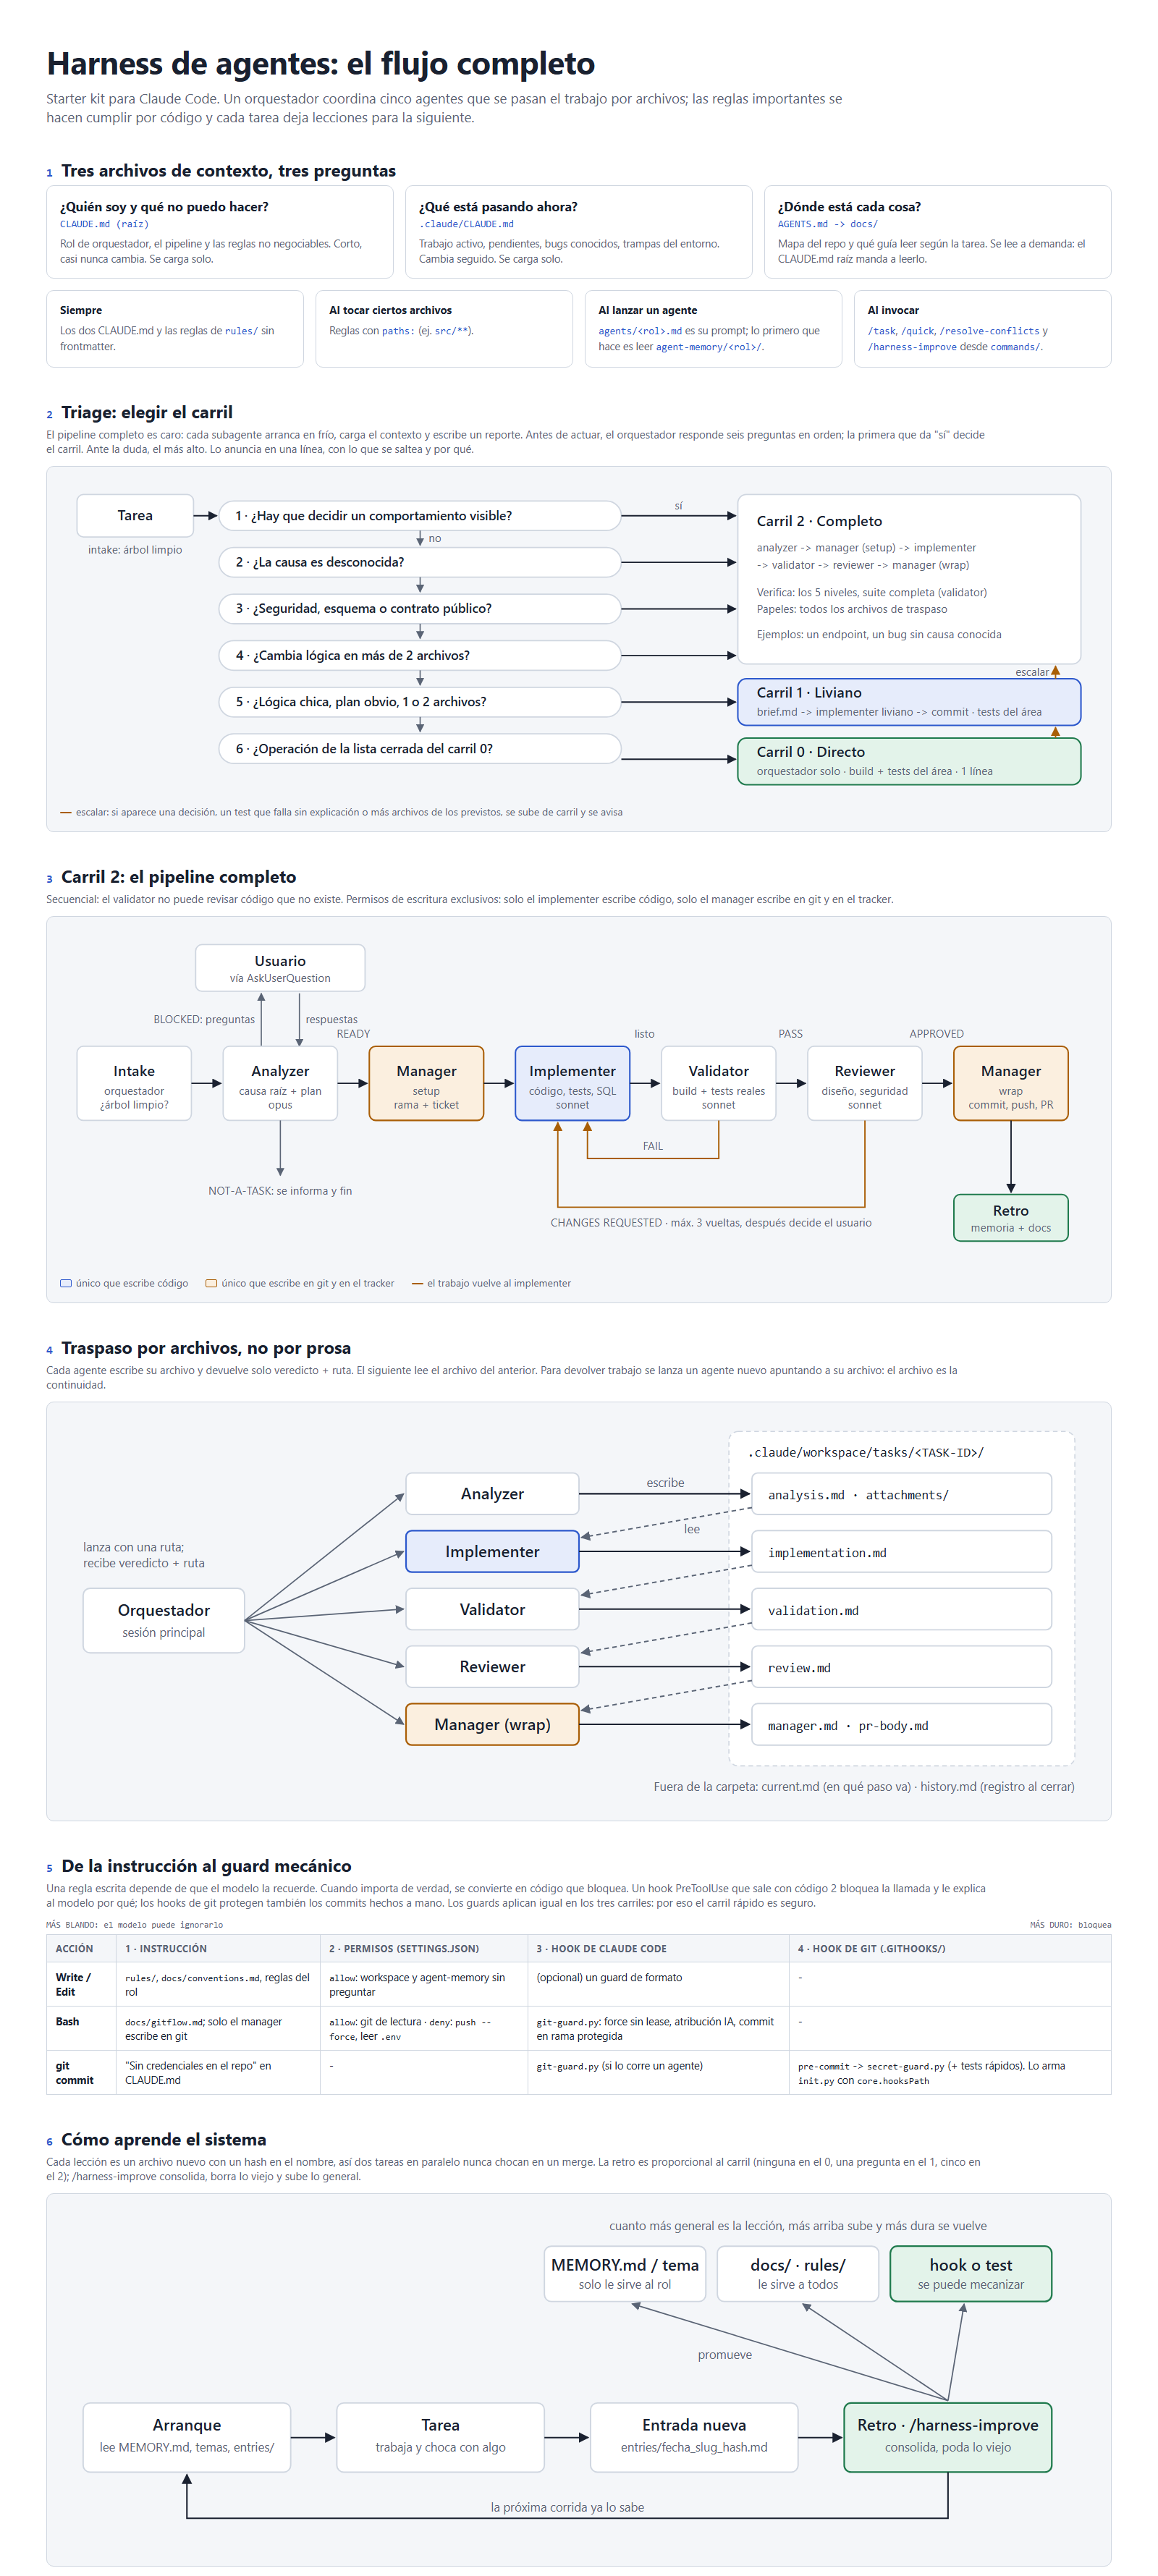 Harness de agentes: el flujo completo
Starter kit para Claude Code. Un orquestador coordina cinco agentes que se pasan el trabajo por archivos; las reglas importantes se
hacen cumplir por código y cada tarea deja lecciones para la siguiente.
1 Tres archivos de contexto, tres preguntas
¿Quién soy y qué no puedo hacer?
CLAUDE.md (raíz)
Rol de orquestador, el pipeline y las reglas no negociables. Corto,
casi nunca cambia. Se carga solo.
¿Qué está pasando ahora?
.claude/CLAUDE.md
Trabajo activo, pendientes, bugs conocidos, trampas del entorno.
Cambia seguido. Se carga solo.
¿Dónde está cada cosa?
AGENTS.md -> docs/
Mapa del repo y qué guía leer según la tarea. Se lee a demanda: el
CLAUDE.md raíz manda a leerlo.
Siempre
Los dos CLAUDE.md y las reglas de rules/ sin
frontmatter.
Al tocar ciertos archivos
Reglas con paths: (ej. src/**).
Al lanzar un agente
agents/<rol>.md es su prompt; lo primero que
hace es leer agent-memory/<rol>/.
Al invocar
/task, /quick, /resolve-conflicts y
/harness-improve desde commands/.
2 Triage: elegir el carril
El pipeline completo es caro: cada subagente arranca en frío, carga el contexto y escribe un reporte. Antes de actuar, el orquestador responde seis preguntas en orden; la primera que da "sí" decide
el carril. Ante la duda, el más alto. Lo anuncia en una línea, con lo que se saltea y por qué.
Tarea
intake: árbol limpio
1 · ¿Hay que decidir un comportamiento visible?
sí
no
2 · ¿La causa es desconocida?
3 · ¿Seguridad, esquema o contrato público?
4 · ¿Cambia lógica en más de 2 archivos?
5 · ¿Lógica chica, plan obvio, 1 o 2 archivos?
6 · ¿Operación de la lista cerrada del carril 0?
Carril 2 · Completo
analyzer -> manager (setup) -> implementer
-> validator -> reviewer -> manager (wrap)
Verifica: los 5 niveles, suite completa (validator)
Papeles: todos los archivos de traspaso
Ejemplos: un endpoint, un bug sin causa conocida
escalar
Carril 1 · Liviano
brief.md -> implementer liviano -> commit · tests del área
Carril 0 · Directo
orquestador solo · build + tests del área · 1 línea
escalar: si aparece una decisión, un test que falla sin explicación o más archivos de los previstos, se sube de carril y se avisa
3 Carril 2: el pipeline completo
Secuencial: el validator no puede revisar código que no existe. Permisos de escritura exclusivos: solo el implementer escribe código, solo el manager escribe en git y en el tracker.
Usuario
vía AskUserQuestion
BLOCKED: preguntas
respuestas
READY
listo
PASS
APPROVED
Intake
orquestador
¿árbol limpio?
Analyzer
causa raíz + plan
opus
Manager
setup
rama + ticket
Implementer
código, tests, SQL
sonnet
Validator
build + tests reales
sonnet
Reviewer
diseño, seguridad
sonnet
Manager
wrap
commit, push, PR
FAIL
NOT-A-TASK: se informa y fin
CHANGES REQUESTED · máx. 3 vueltas, después decide el usuario
Retro
memoria + docs
único que escribe código
único que escribe en git y en el tracker
el trabajo vuelve al implementer
4 Traspaso por archivos, no por prosa
Cada agente escribe su archivo y devuelve solo veredicto + ruta. El siguiente lee el archivo del anterior. Para devolver trabajo se lanza un agente nuevo apuntando a su archivo: el archivo es la
continuidad.
.claude/workspace/tasks/<TASK-ID>/
Analyzer
escribe
analysis.md · attachments/
lee
lanza con una ruta;
recibe veredicto + ruta
Implementer
implementation.md
Orquestador
sesión principal
Validator
validation.md
Reviewer
review.md
Manager (wrap)
manager.md · pr-body.md
Fuera de la carpeta: current.md (en qué paso va) · history.md (registro al cerrar)
5 De la instrucción al guard mecánico
Una regla escrita depende de que el modelo la recuerde. Cuando importa de verdad, se convierte en código que bloquea. Un hook PreToolUse que sale con código 2 bloquea la llamada y le explica
al modelo por qué; los hooks de git protegen también los commits hechos a mano. Los guards aplican igual en los tres carriles: por eso el carril rápido es seguro.
MÁS BLANDO: el modelo puede ignorarlo
MÁS DURO: bloquea
ACCIÓN
1 · INSTRUCCIÓN
2 · PERMISOS (SETTINGS.JSON)
3 · HOOK DE CLAUDE CODE
4 · HOOK DE GIT (.GITHOOKS/)
Write /
Edit
rules/, docs/conventions.md, reglas del
rol
allow: workspace y agent-memory sin
preguntar
(opcional) un guard de formato
-
Bash
docs/gitflow.md; solo el manager
escribe en git
allow: git de lectura · deny: push --
force, leer .env
git-guard.py: force sin lease, atribución IA, commit
en rama protegida
-
git
commit
"Sin credenciales en el repo" en
CLAUDE.md
-
git-guard.py (si lo corre un agente)
pre-commit -> secret-guard.py (+ tests rápidos). Lo arma
init.py con core.hooksPath
6 Cómo aprende el sistema
Cada lección es un archivo nuevo con un hash en el nombre, así dos tareas en paralelo nunca chocan en un merge. La retro es proporcional al carril (ninguna en el 0, una pregunta en el 1, cinco en
el 2); /harness-improve consolida, borra lo viejo y sube lo general.
cuanto más general es la lección, más arriba sube y más dura se vuelve
MEMORY.md / tema
solo le sirve al rol
docs/ · rules/
le sirve a todos
hook o test
se puede mecanizar
promueve
Arranque
lee MEMORY.md, temas, entries/
Tarea
trabaja y choca con algo
Entrada nueva
entries/fecha_slug_hash.md
Retro · /harness-improve
consolida, poda lo viejo
la próxima corrida ya lo sabe